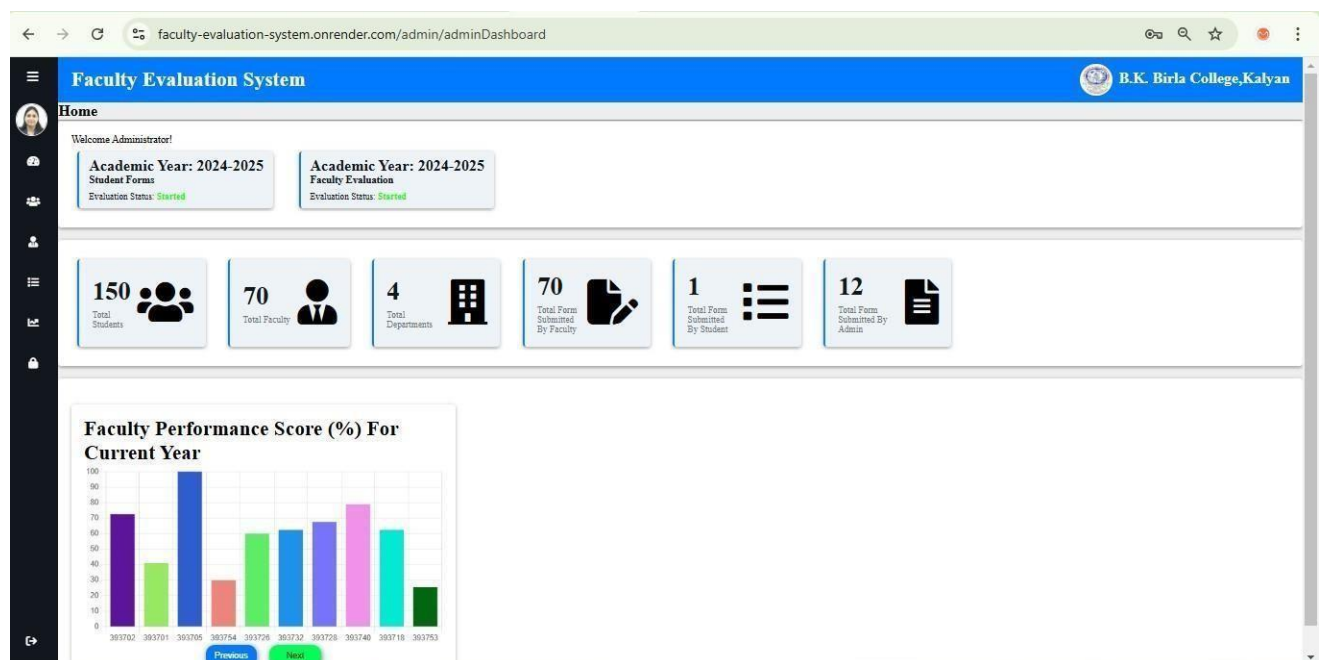 faculty-evaluation-system.onrender.com/admin/adminDashboard
Faculty Evaluation System
B.K. Birla College,Kalyan
Home
Welcome Administrator!
Academic Year: 2024-2025
Student Forms
Evaluation Status: Started
Academic Year: 2024-2025
Faculty Evaluation
Evaluation Status: Started
150
Total
Students
70
Total Faculty
4
Total
Departments
70
Total Form
Submitted
By Faculty
1
Total Form
Submitted
By Student
12
Total Form
Submitted By
Admin
Faculty Performance Score (%) For
Current Year
100
90
80
70
60
50
40
30
20
10
0
393702 393701 393705 393754 393726 393732 393728 393740 393718 393753
Previous Next